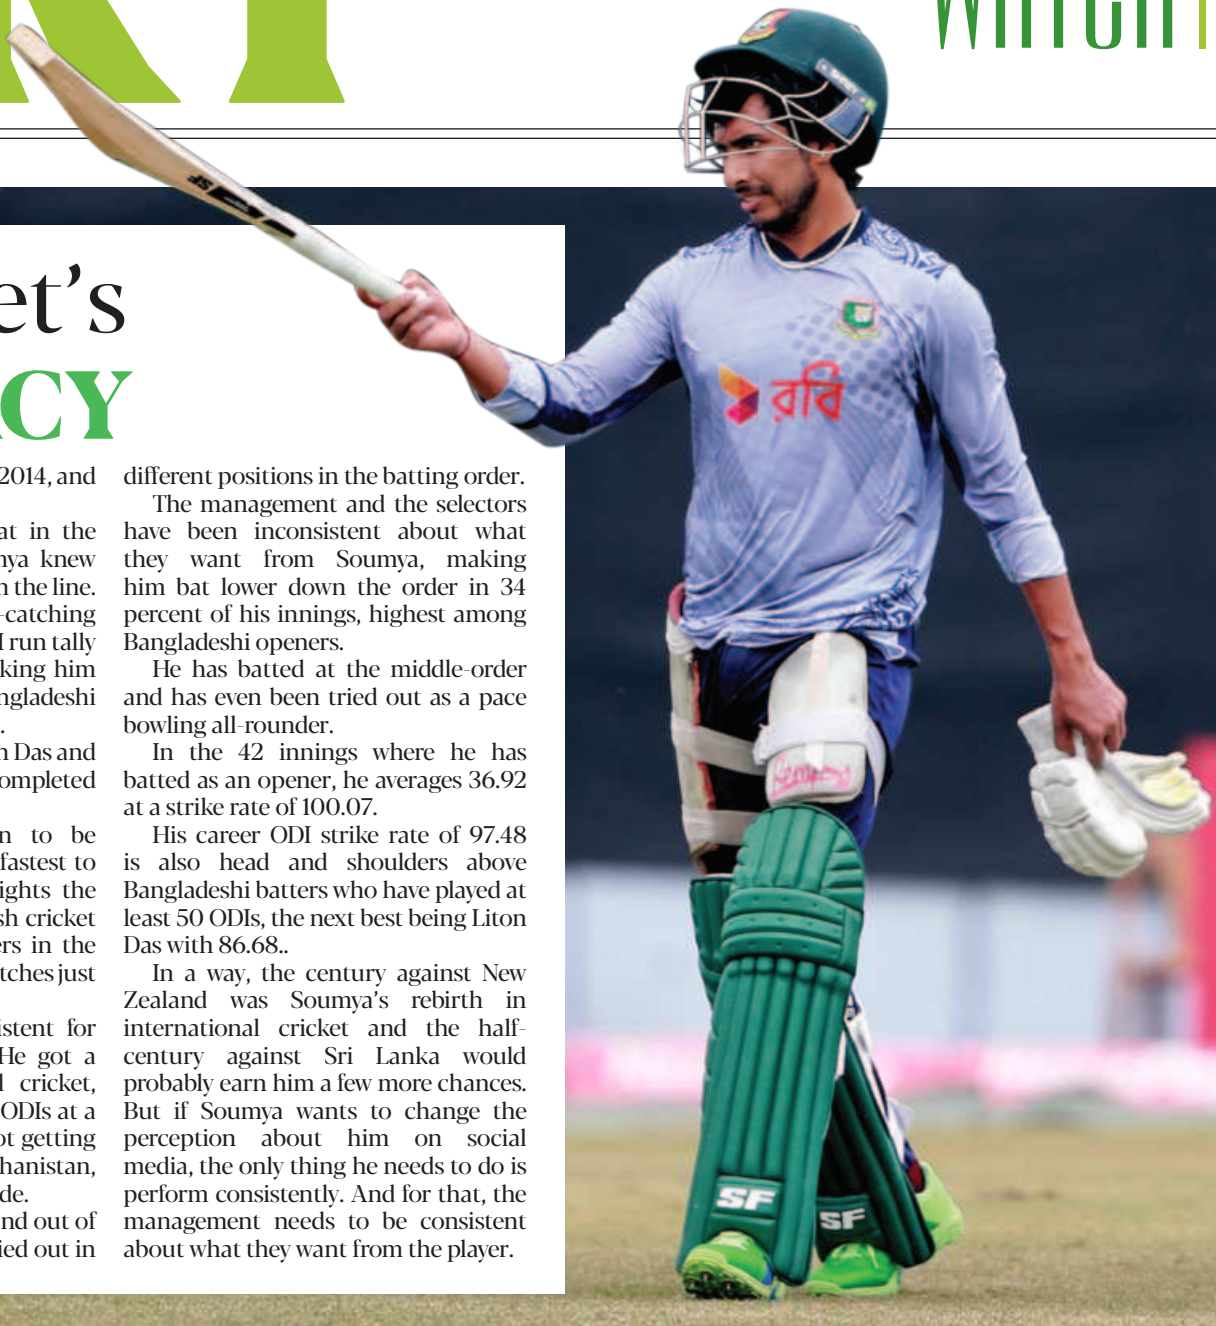 et’s
CY
2014, and
at in the
nya knew
n the line.
-catching
I run tally
king him
ngladeshi
.
n Das and
ompleted
n to be
fastest to
ights the
sh cricket
ers in the
tches just
istent for
He got a
l cricket,
ODIs at a
ot getting
hanistan,
de.
nd out of
ied out in
different positions in the batting order.
The management and the selectors
have been inconsistent about what
they want from Soumya, making
him bat lower down the order in 34
percent of his innings, highest among
Bangladeshi openers.
He has batted at the middle-order
and has even been tried out as a pace
bowling all-rounder.
In the 42 innings where he has
batted as an opener, he averages 36.92
at a strike rate of 100.07.
His career ODI strike rate of 97.48
is also head and shoulders above
Bangladeshi batters who have played at
least 50 ODIs, the next best being Liton
Das with 86.68..
In a way, the century against New
Zealand was Soumya’s rebirth in
international cricket and the half-
century against Sri Lanka would
probably earn him a few more chances.
But if Soumya wants to change the
perception about him on social
media, the only thing he needs to do is
perform consistently. And for that, the
management needs to be consistent
about what they want from the player.
SF
রবি
SF
SF